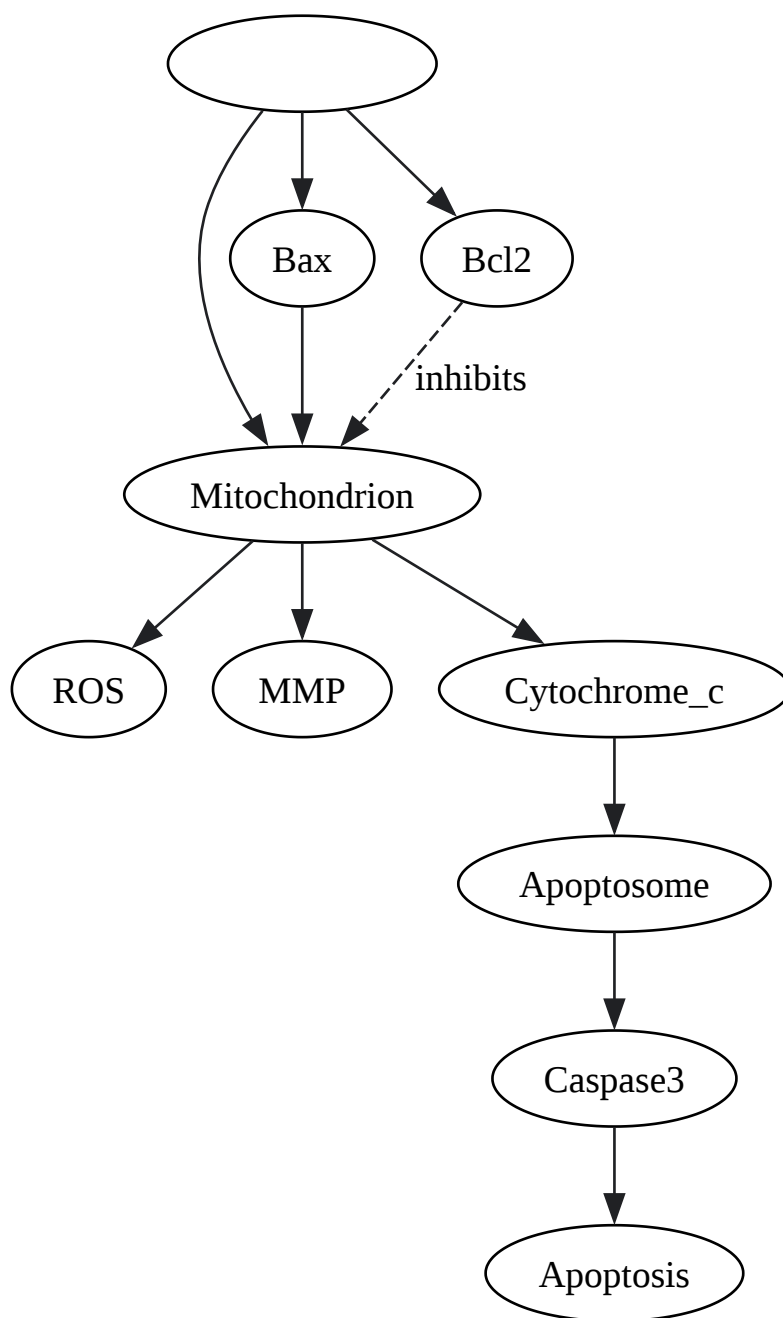 Bax
Bcl2
inhibits
Mitochondrion
ROS
MMP
Cytochrome_c
Apoptosome
Caspase3
Apoptosis